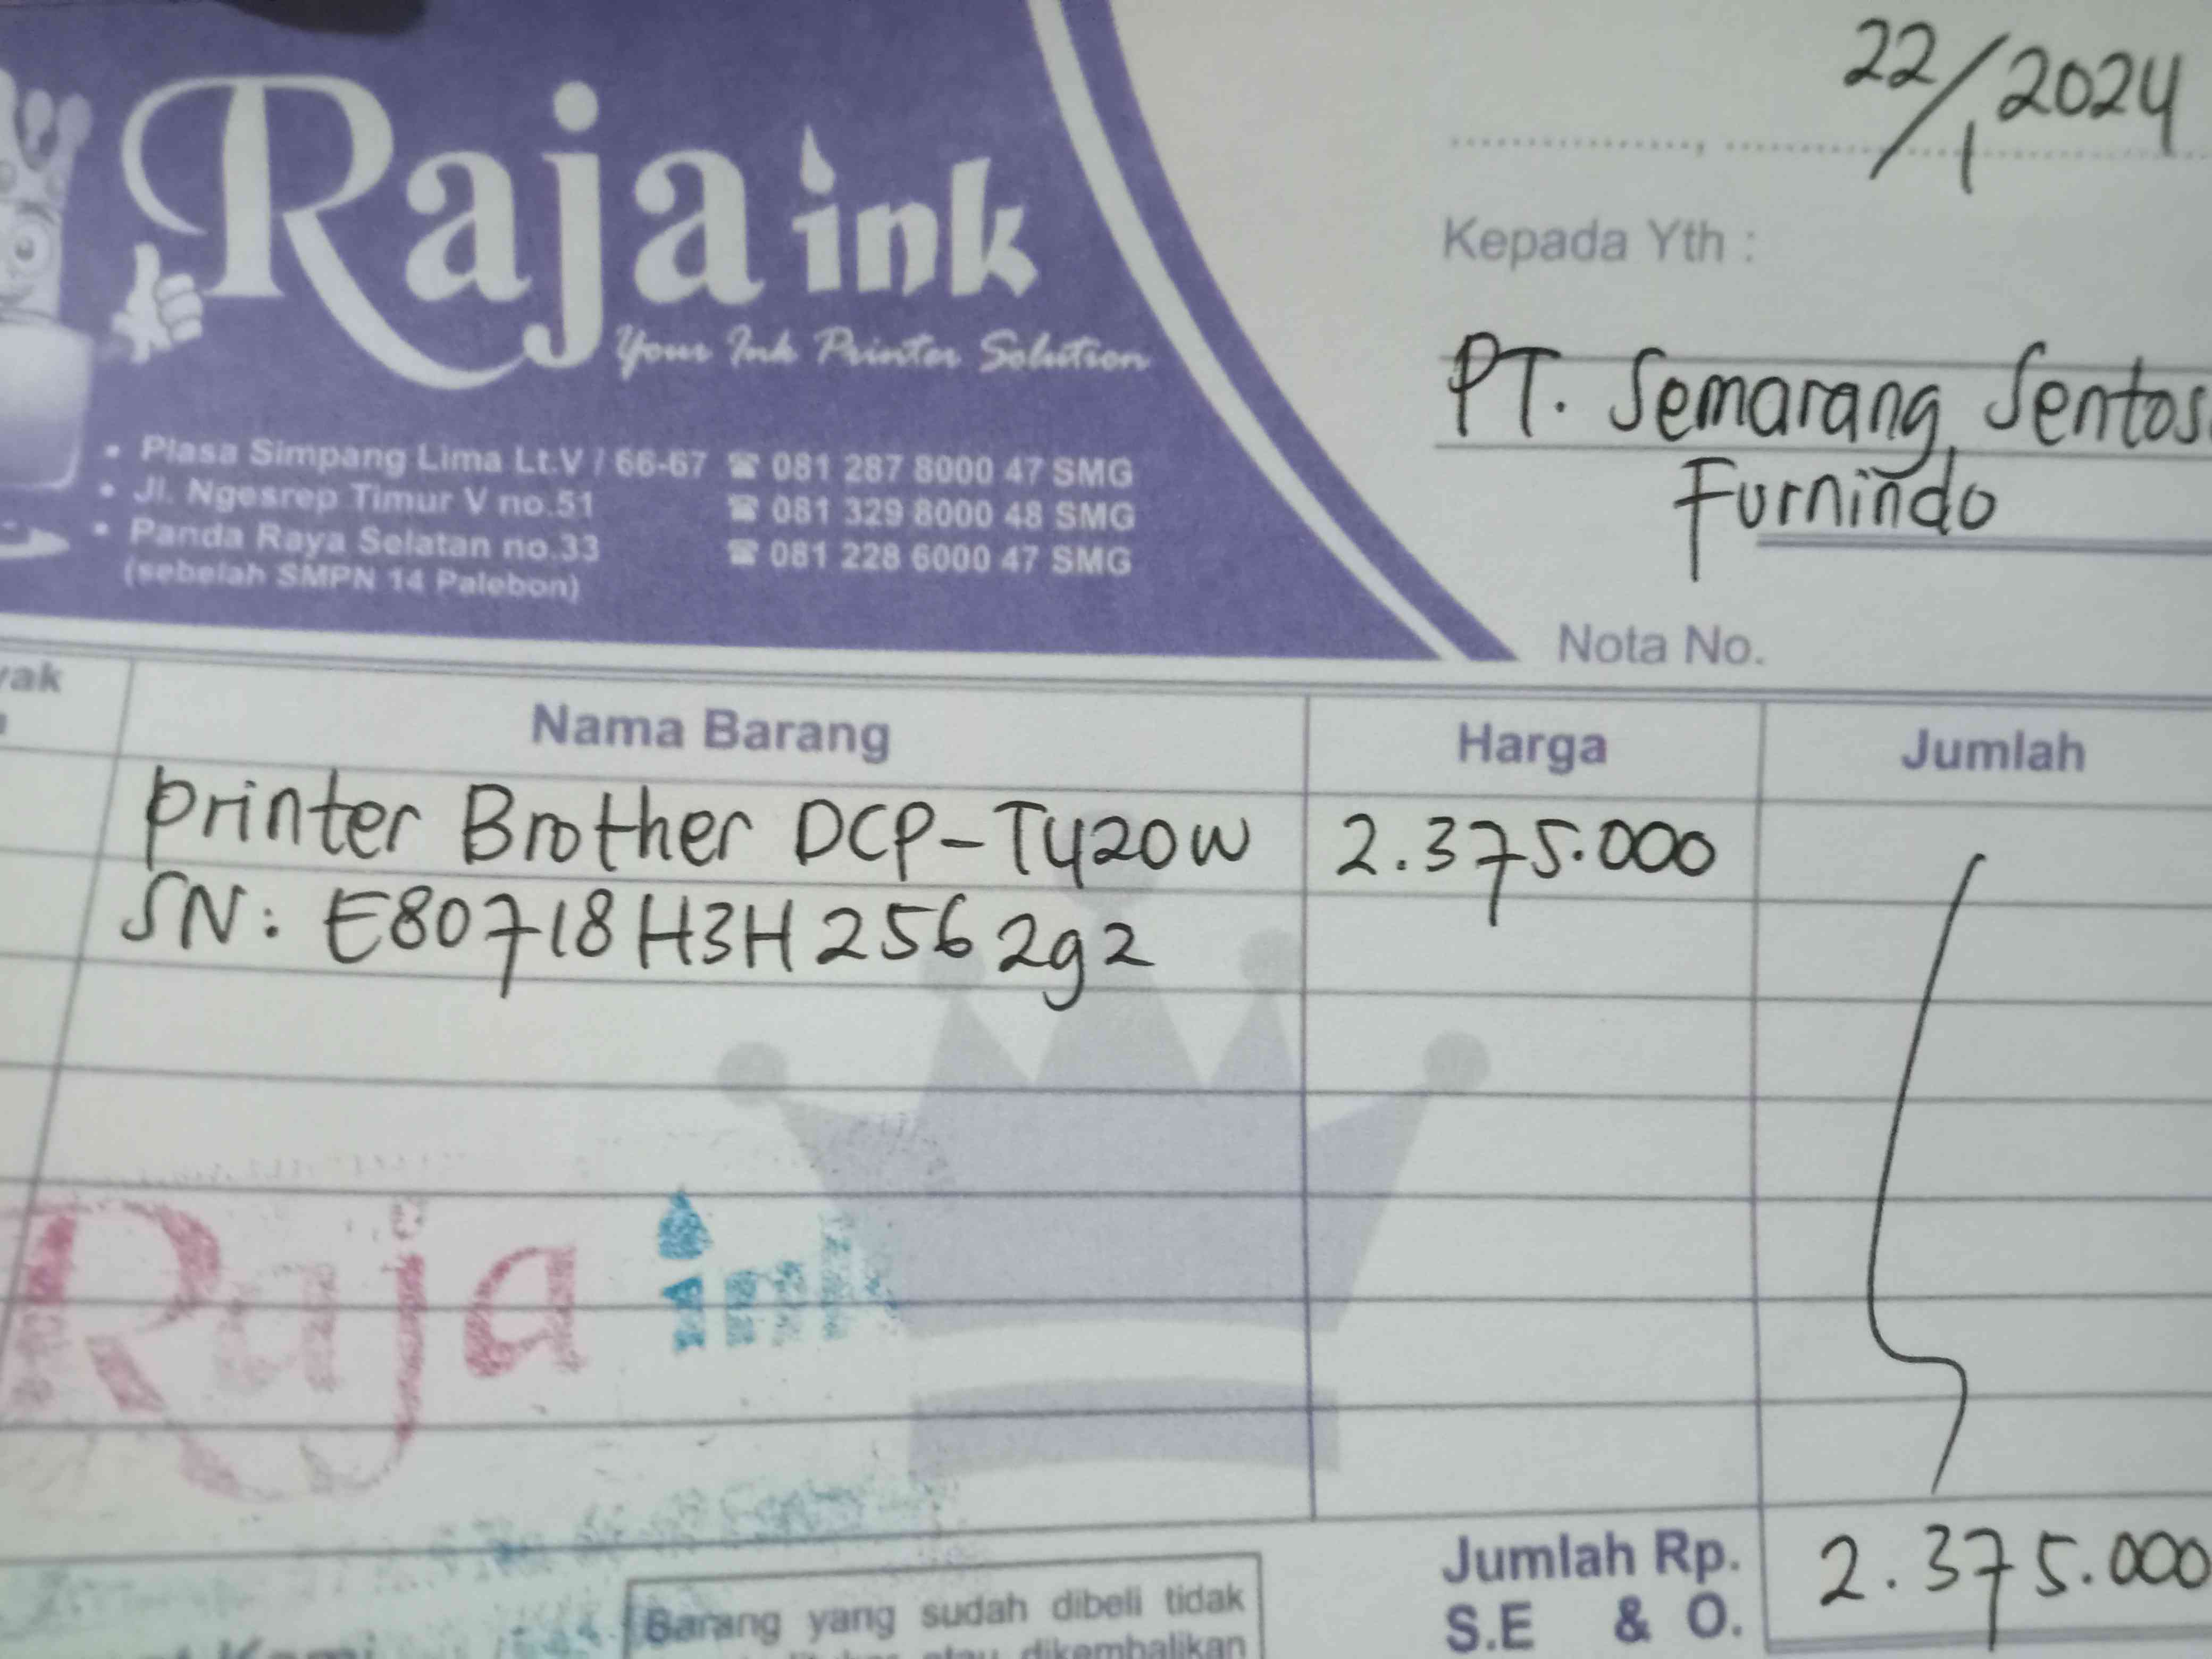 Raja ink
Your Ink Printer Solution
• Plasa Simpang Lima Lt.V / 66-67 ☎ 081 287 8000 47 SMG
• Jl. Ngesrep Timur V no.51 ☎ 081 329 8000 48 SMG
• Panda Raya Selatan no.33 ☎ 081 228 6000 47 SMG
(sebelah SMPN 14 Palebon)
22/1 2024
Kepada Yth :
PT. Semarang Sentos
Furnindo
Nota No.
yak Nama Barang Harga Jumlah
printer Brother DCP-T420W 2.375.000
SN: E80718H3H256292
Raja ink
Jumlah Rp. 2.375.000
S.E & O.
Barang yang sudah dibeli tidak
dikembalikan